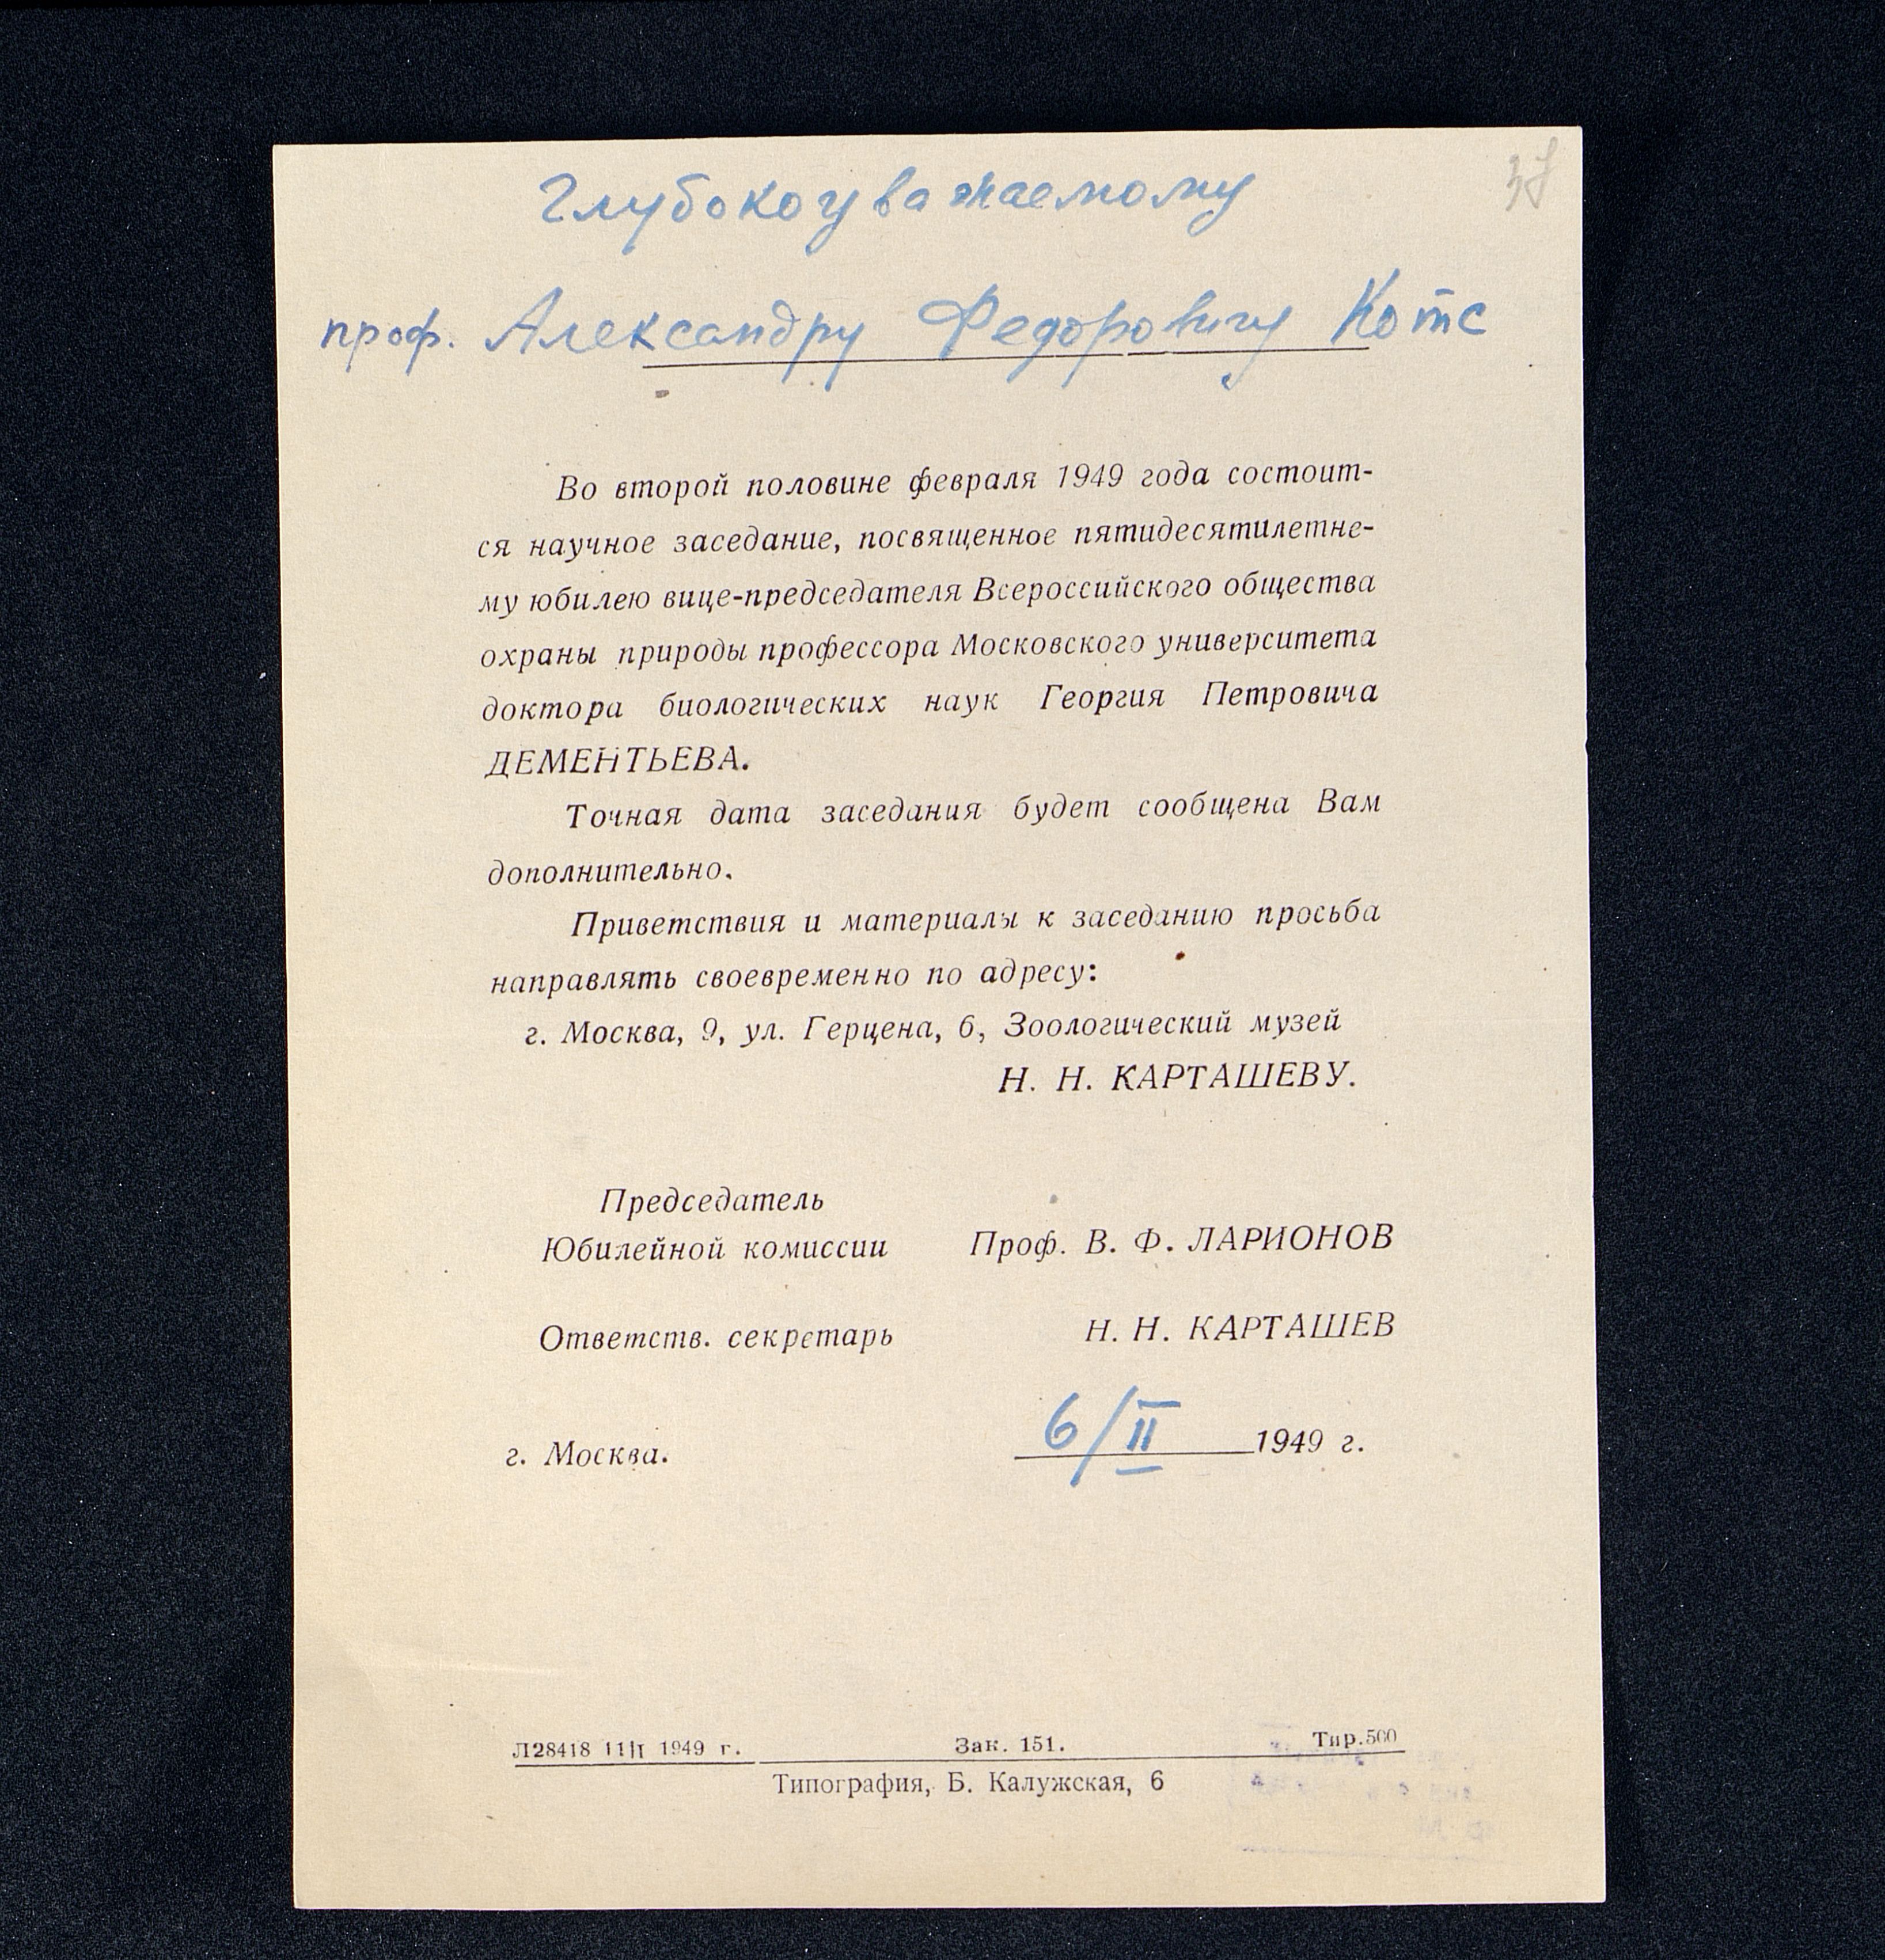 Глубокоуважаемому
проф. Александру Федоровичу Котс
Во второй половине февраля 1949 года состоит-
ся научное заседание, посвященное пятидесятилетне-
му юбилею вице-председателя Всероссийского общества
охраны природы профессора Московского университета
доктора биологических наук Георгия Петровича
ДЕМЕНТЬЕВА.
Точная дата заседания будет сообщена Вам
дополнительно.
Приветствия и материалы к заседанию просьба
направлять своевременно по адресу:
г. Москва, 9, ул. Герцена, 6, Зоологический музей
Н. Н. КАРТАШЕВУ.
Председатель
Юбилейной комиссии Проф. В. Ф. ЛАРИОНОВ
Ответств. секретарь Н. Н. КАРТАШЕВ
г. Москва. 6/II 1949 г.
Л28418 1949 г. Зак. 151. Тир. 500
Типография, Б. Калужская, 6